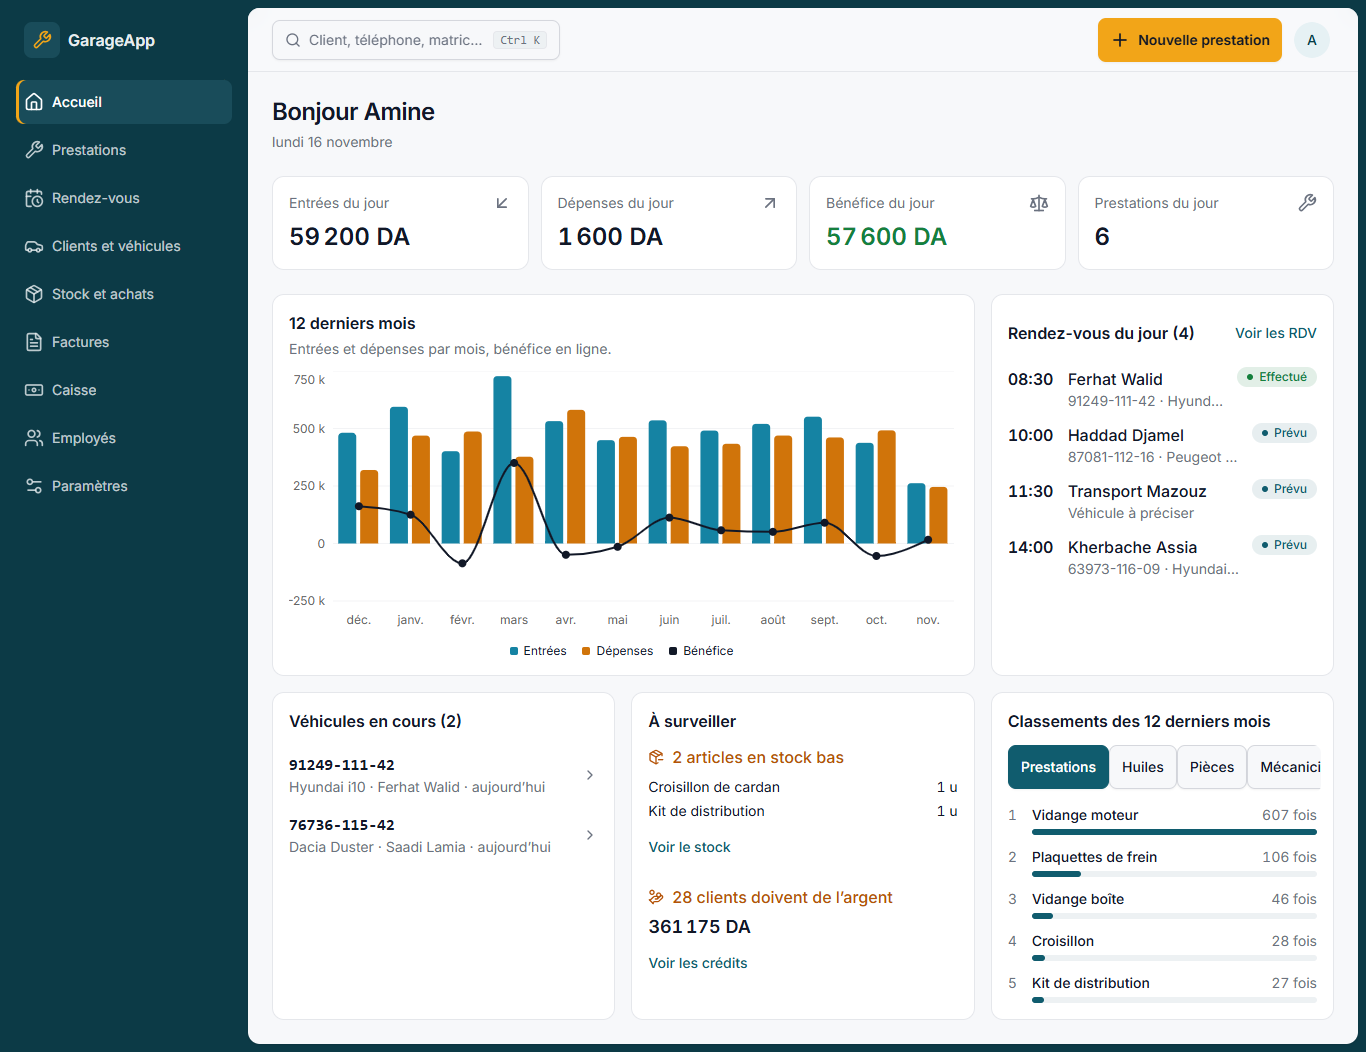 GarageApp
Client, téléphone, matric... Ctrl K
Nouvelle prestation
A
Accueil
Prestations
Rendez-vous
Clients et véhicules
Stock et achats
Factures
Caisse
Employés
Paramètres
Bonjour Amine
lundi 16 novembre
Entrées du jour
59 200 DA
Dépenses du jour
1 600 DA
Bénéfice du jour
57 600 DA
Prestations du jour
6
12 derniers mois
Entrées et dépenses par mois, bénéfice en ligne.
750 k
500 k
250 k
0
-250 k
déc. janv. févr. mars avr. mai juin juil. août sept. oct. nov.
Entrées Dépenses Bénéfice
Rendez-vous du jour (4) Voir les RDV
08:30 Ferhat Walid Effectué
91249-111-42 · Hyund...
10:00 Haddad Djamel Prévu
87081-112-16 · Peugeot ...
11:30 Transport Mazouz Prévu
Véhicule à préciser
14:00 Kherbache Assia Prévu
63973-116-09 · Hyundai...
Véhicules en cours (2)
91249-111-42
Hyundai i10 · Ferhat Walid · aujourd’hui
76736-115-42
Dacia Duster · Saadi Lamia · aujourd’hui
À surveiller
2 articles en stock bas
Croisillon de cardan 1 u
Kit de distribution 1 u
Voir le stock
28 clients doivent de l’argent
361 175 DA
Voir les crédits
Classements des 12 derniers mois
Prestations Huiles Pièces Mécanici
1 Vidange moteur 607 fois
2 Plaquettes de frein 106 fois
3 Vidange boîte 46 fois
4 Croisillon 28 fois
5 Kit de distribution 27 fois